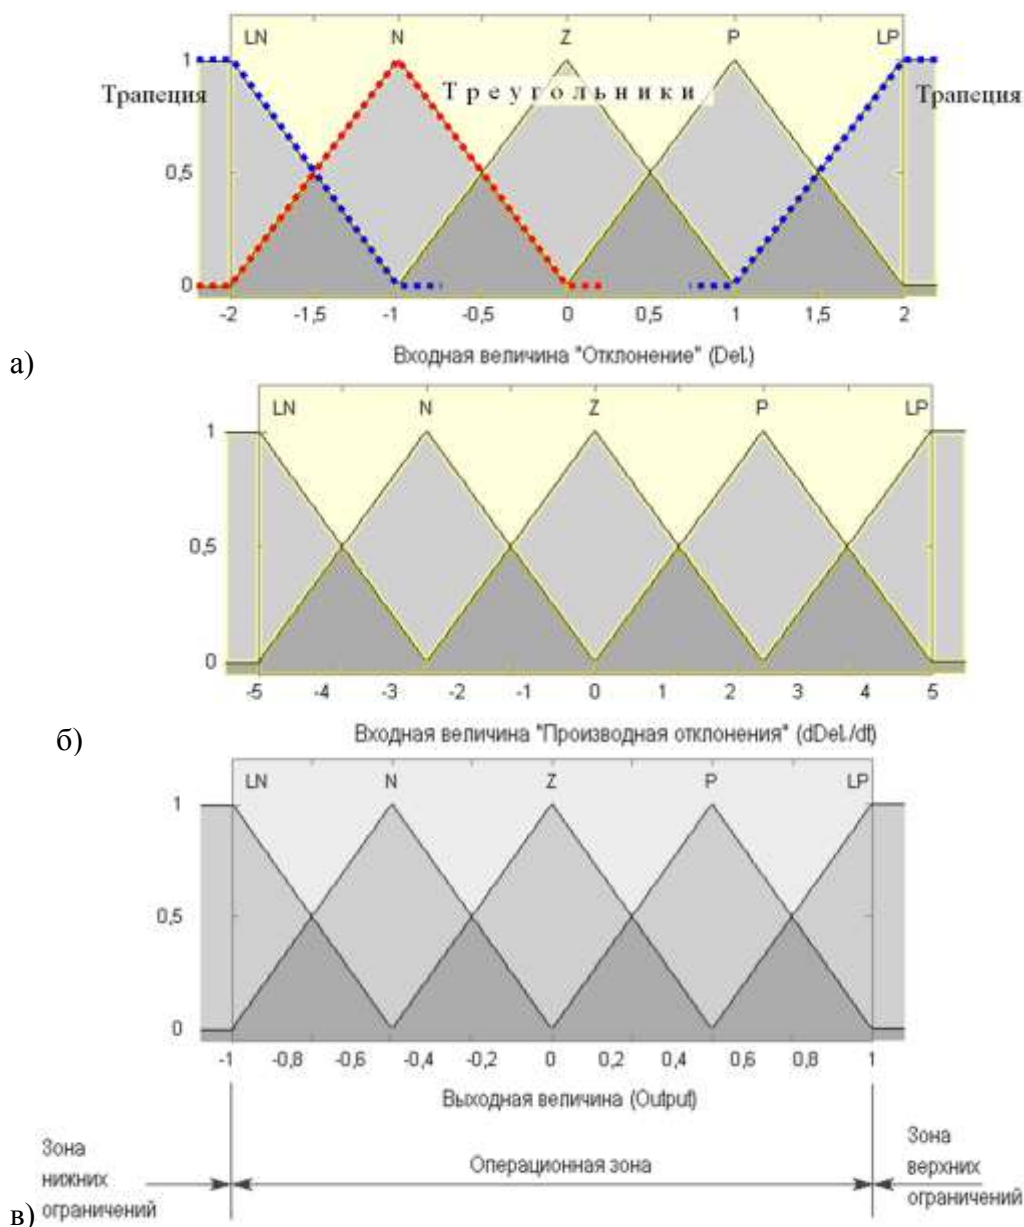 LN N Z P LP
1
Трапеция Треугольники Трапеция
0,5
0
-2 -1,5 -1 -0,5 0 0,5 1 1,5 2
Входная величина "Отклонение" (Del.)
а)
LN N Z P LP
1
0,5
0
-5 -4 -3 -2 -1 0 1 2 3 4 5
Входная величина "Производная отклонения" (dDel./dt)
б)
LN N Z P LP
1
0,5
0
-1 -0,8 -0,6 -0,4 -0,2 0 0,2 0,4 0,6 0,8 1
Выходная величина (Output)
Зона
нижних
ограничений
Операционная зона
Зона
верхних
ограничений
в)